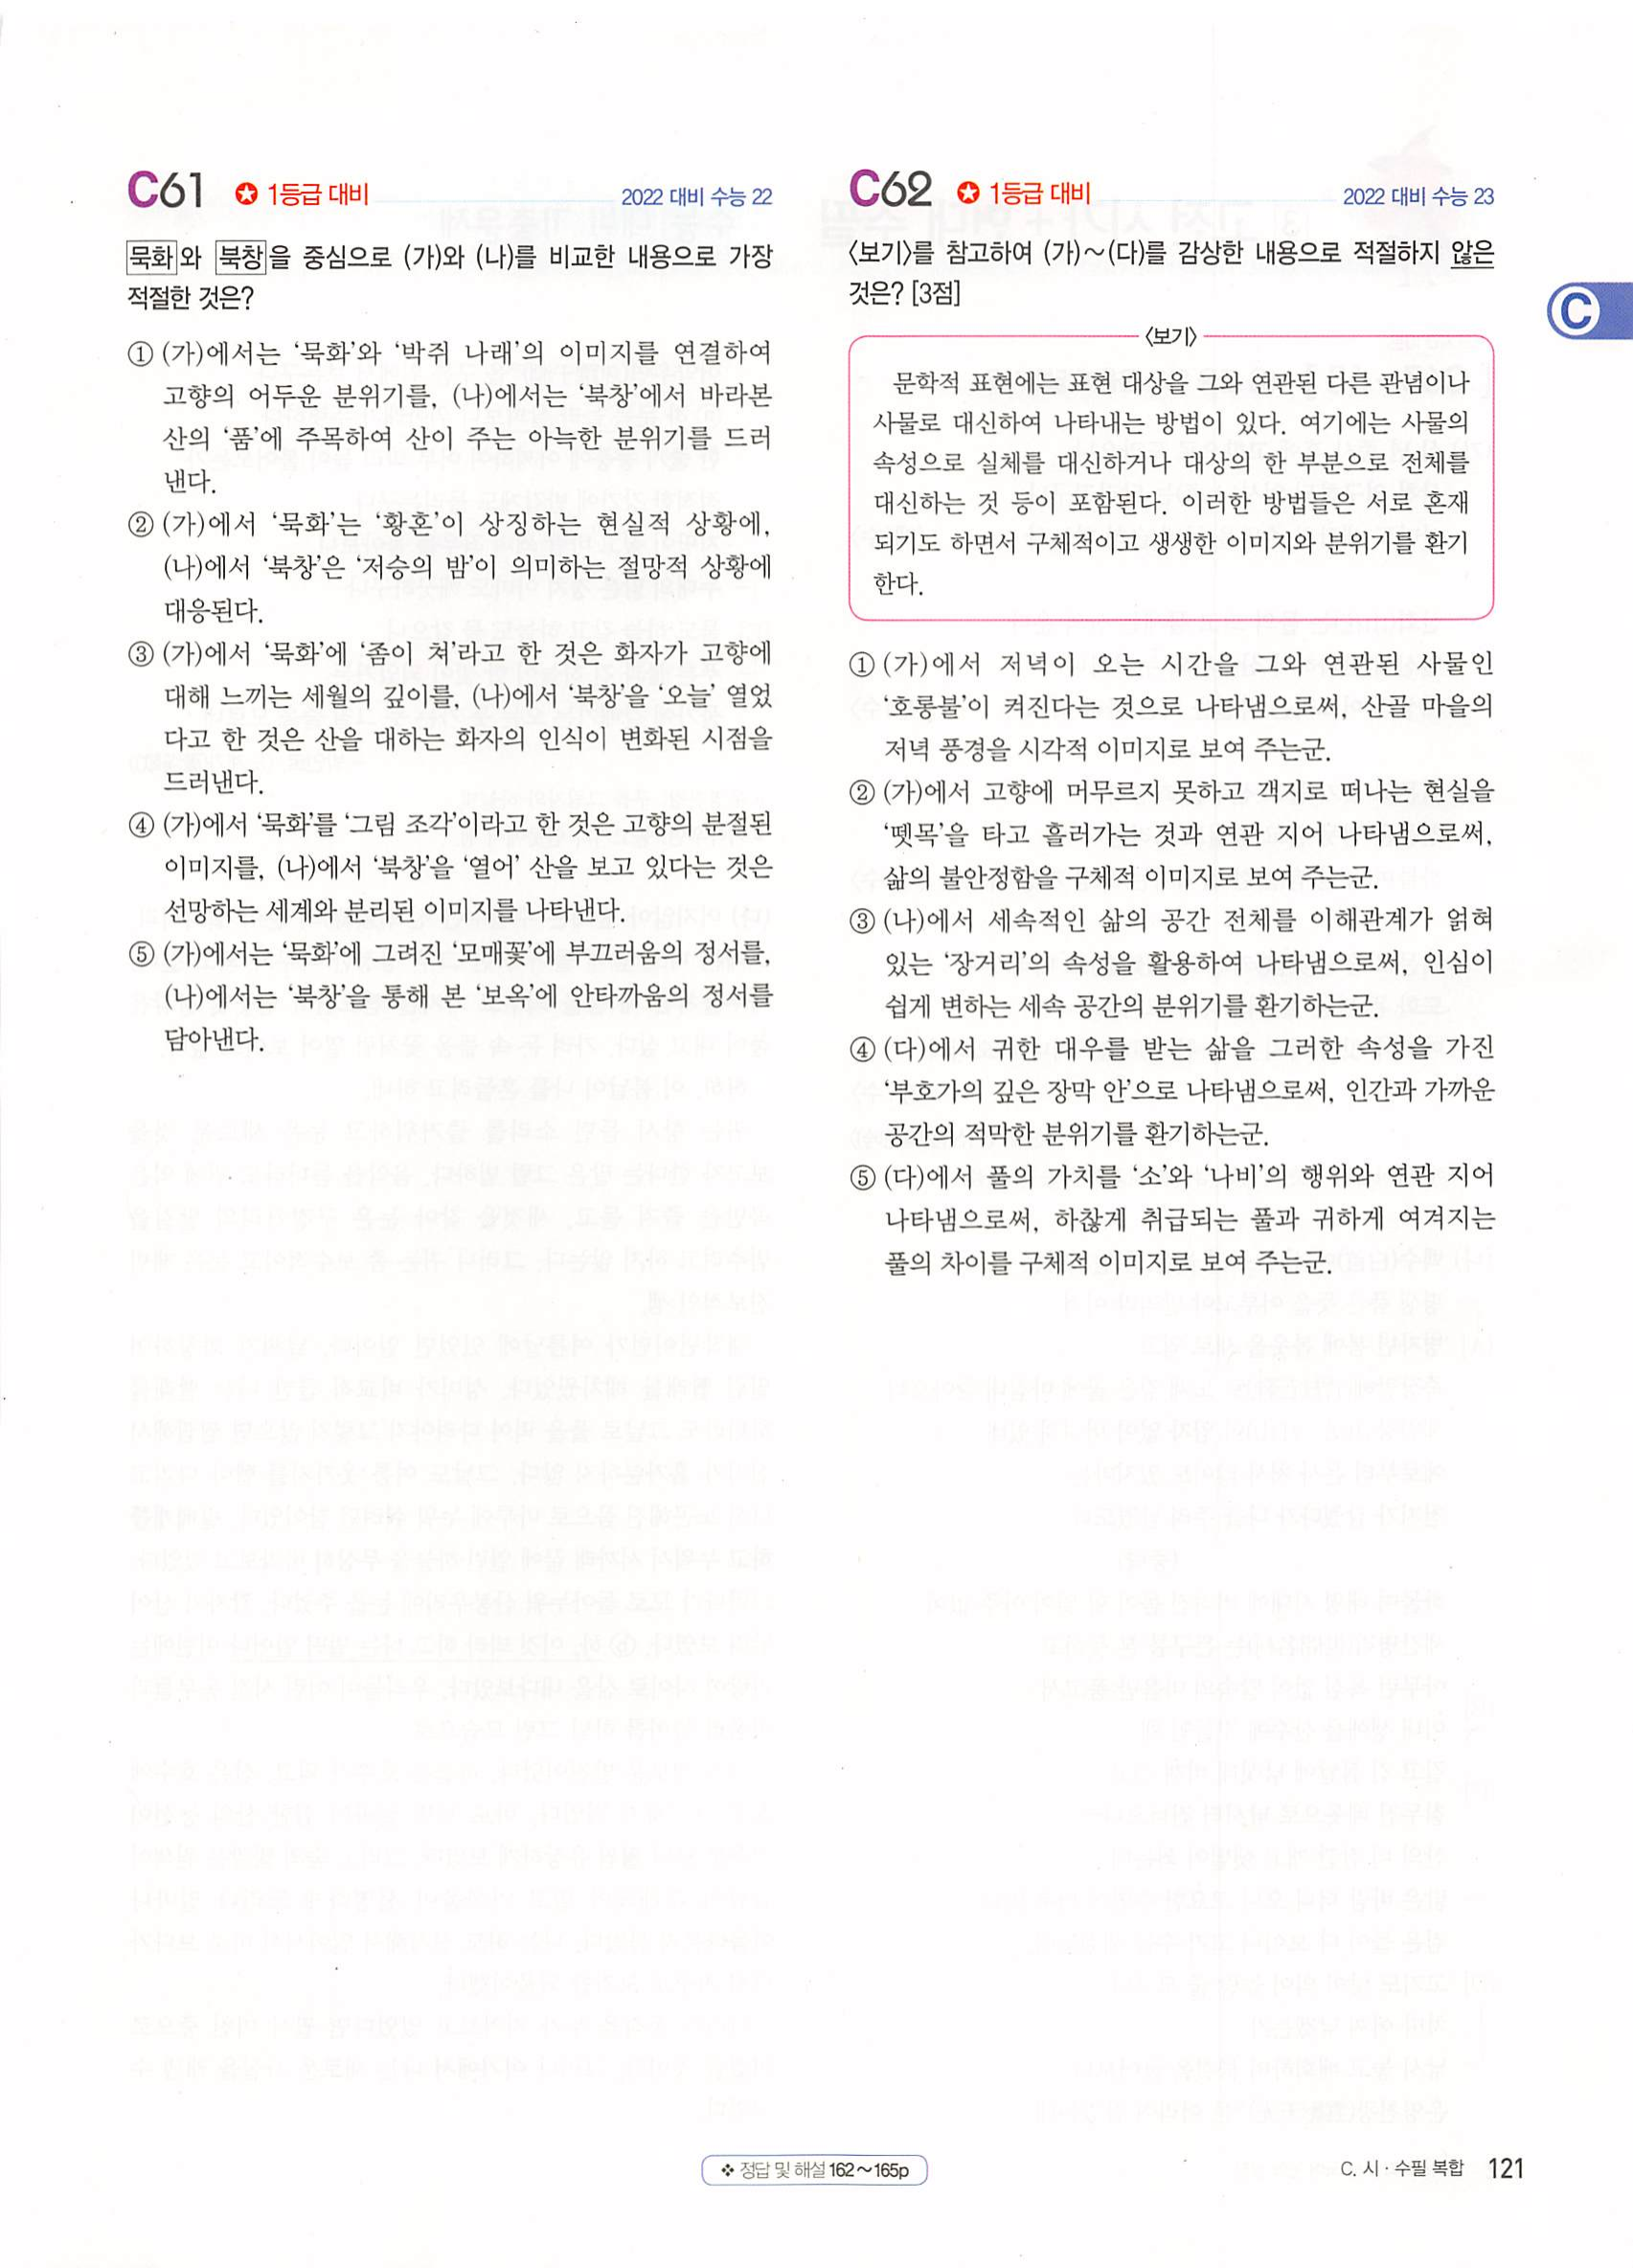 C61 ★ 1등급 대비 2022 대비 수능 22
묵화와 북창을 중심으로 (가)와 (나)를 비교한 내용으로 가장
적절한 것은?
① (가)에서는 ‘묵화’와 ‘박쥐 나래’의 이미지를 연결하여
고향의 어두운 분위기를, (나)에서는 ‘북창’에서 바라본
산의 ‘품’에 주목하여 산이 주는 아늑한 분위기를 드러
낸다.
② (가)에서 ‘묵화’는 ‘황혼’이 상징하는 현실적 상황에,
(나)에서 ‘북창’은 ‘저승의 밤’이 의미하는 절망적 상황에
대응된다.
③ (가)에서 ‘묵화’에 ‘좀이 쳐’라고 한 것은 화자가 고향에
대해 느끼는 세월의 깊이를, (나)에서 ‘북창’을 ‘오늘’ 열었
다고 한 것은 산을 대하는 화자의 인식이 변화된 시점을
드러낸다.
④ (가)에서 ‘묵화’를 ‘그림 조각’이라고 한 것은 고향의 분절된
이미지를, (나)에서 ‘북창’을 ‘열어’ 산을 보고 있다는 것은
선망하는 세계와 분리된 이미지를 나타낸다.
⑤ (가)에서는 ‘묵화’에 그려진 ‘모매꽃’에 부끄러움의 정서를,
(나)에서는 ‘북창’을 통해 본 ‘보옥’에 안타까움의 정서를
담아낸다.
C62 ★ 1등급 대비 2022 대비 수능 23
〈보기〉를 참고하여 (가)～(다)를 감상한 내용으로 적절하지 않은
것은? [3점]
〈보기〉
문학적 표현에는 표현 대상을 그와 연관된 다른 관념이나
사물로 대신하여 나타내는 방법이 있다. 여기에는 사물의
속성으로 실체를 대신하거나 대상의 한 부분으로 전체를
대신하는 것 등이 포함된다. 이러한 방법들은 서로 혼재
되기도 하면서 구체적이고 생생한 이미지와 분위기를 환기
한다.
① (가)에서 저녁이 오는 시간을 그와 연관된 사물인
‘호롱불’이 켜진다는 것으로 나타냄으로써, 산골 마을의
저녁 풍경을 시각적 이미지로 보여 주는군.
② (가)에서 고향에 머무르지 못하고 객지로 떠나는 현실을
‘뗏목’을 타고 흘러가는 것과 연관 지어 나타냄으로써,
삶의 불안정함을 구체적 이미지로 보여 주는군.
③ (나)에서 세속적인 삶의 공간 전체를 이해관계가 얽혀
있는 ‘장거리’의 속성을 활용하여 나타냄으로써, 인심이
쉽게 변하는 세속 공간의 분위기를 환기하는군.
④ (다)에서 귀한 대우를 받는 삶을 그러한 속성을 가진
‘부호가의 깊은 장막 안’으로 나타냄으로써, 인간과 가까운
공간의 적막한 분위기를 환기하는군.
⑤ (다)에서 풀의 가치를 ‘소’와 ‘나비’의 행위와 연관 지어
나타냄으로써, 하찮게 취급되는 풀과 귀하게 여겨지는
풀의 차이를 구체적 이미지로 보여 주는군.
C
❖ 정답 및 해설 162～165p
C. 시·수필 복합 121